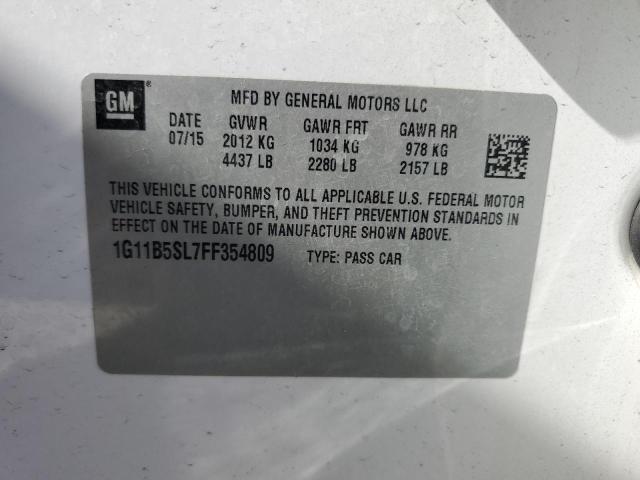 GM®
MFD BY GENERAL MOTORS LLC
DATE GVWR GAWR FRT GAWR RR
07/15 2012 KG 1034 KG 978 KG
4437 LB 2280 LB 2157 LB
THIS VEHICLE CONFORMS TO ALL APPLICABLE U.S. FEDERAL MOTOR
VEHICLE SAFETY, BUMPER, AND THEFT PREVENTION STANDARDS IN
EFFECT ON THE DATE OF MANUFACTURE SHOWN ABOVE.
1G11B5SL7FF354809 TYPE: PASS CAR